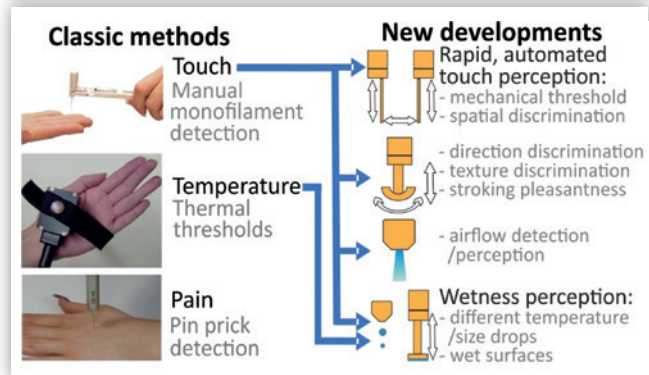 Classic methods
Touch
Manual
monofilament
detection
Temperature
Thermal
thresholds
Pain
Pin prick
detection
New developments
Rapid, automated
touch perception:
- mechanical threshold
- spatial discrimination
- direction discrimination
- texture discrimination
- stroking pleasantness
- airflow detection
/perception
Wetness perception:
- different temperature
/size drops
- wet surfaces